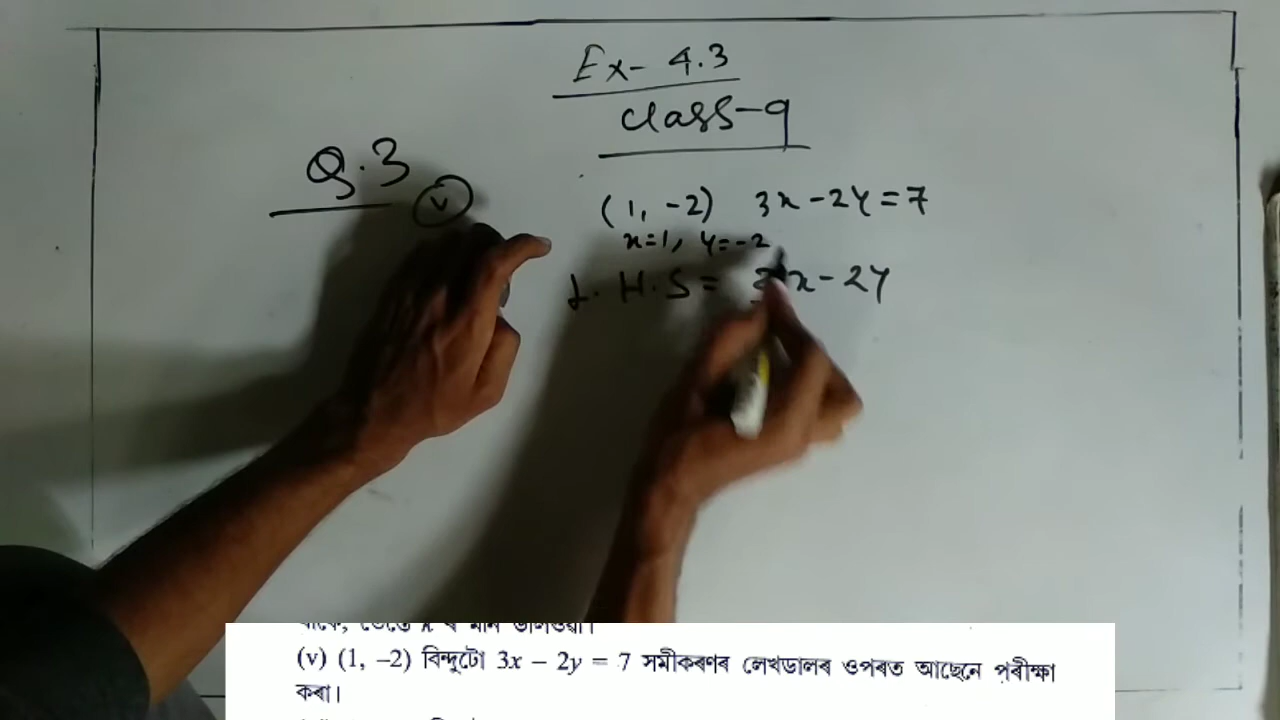 Ex- 4.3
Class-9
Q.3 (v)
(1, -2) 3x-2y=7
x=1, y=-2
L.H.S = 3x-2y
(v) (1, –2) বিন্দুটো 3x – 2y = 7 সমীকৰণৰ লেখডালৰ ওপৰত আছেনে পৰীক্ষা
কৰা।